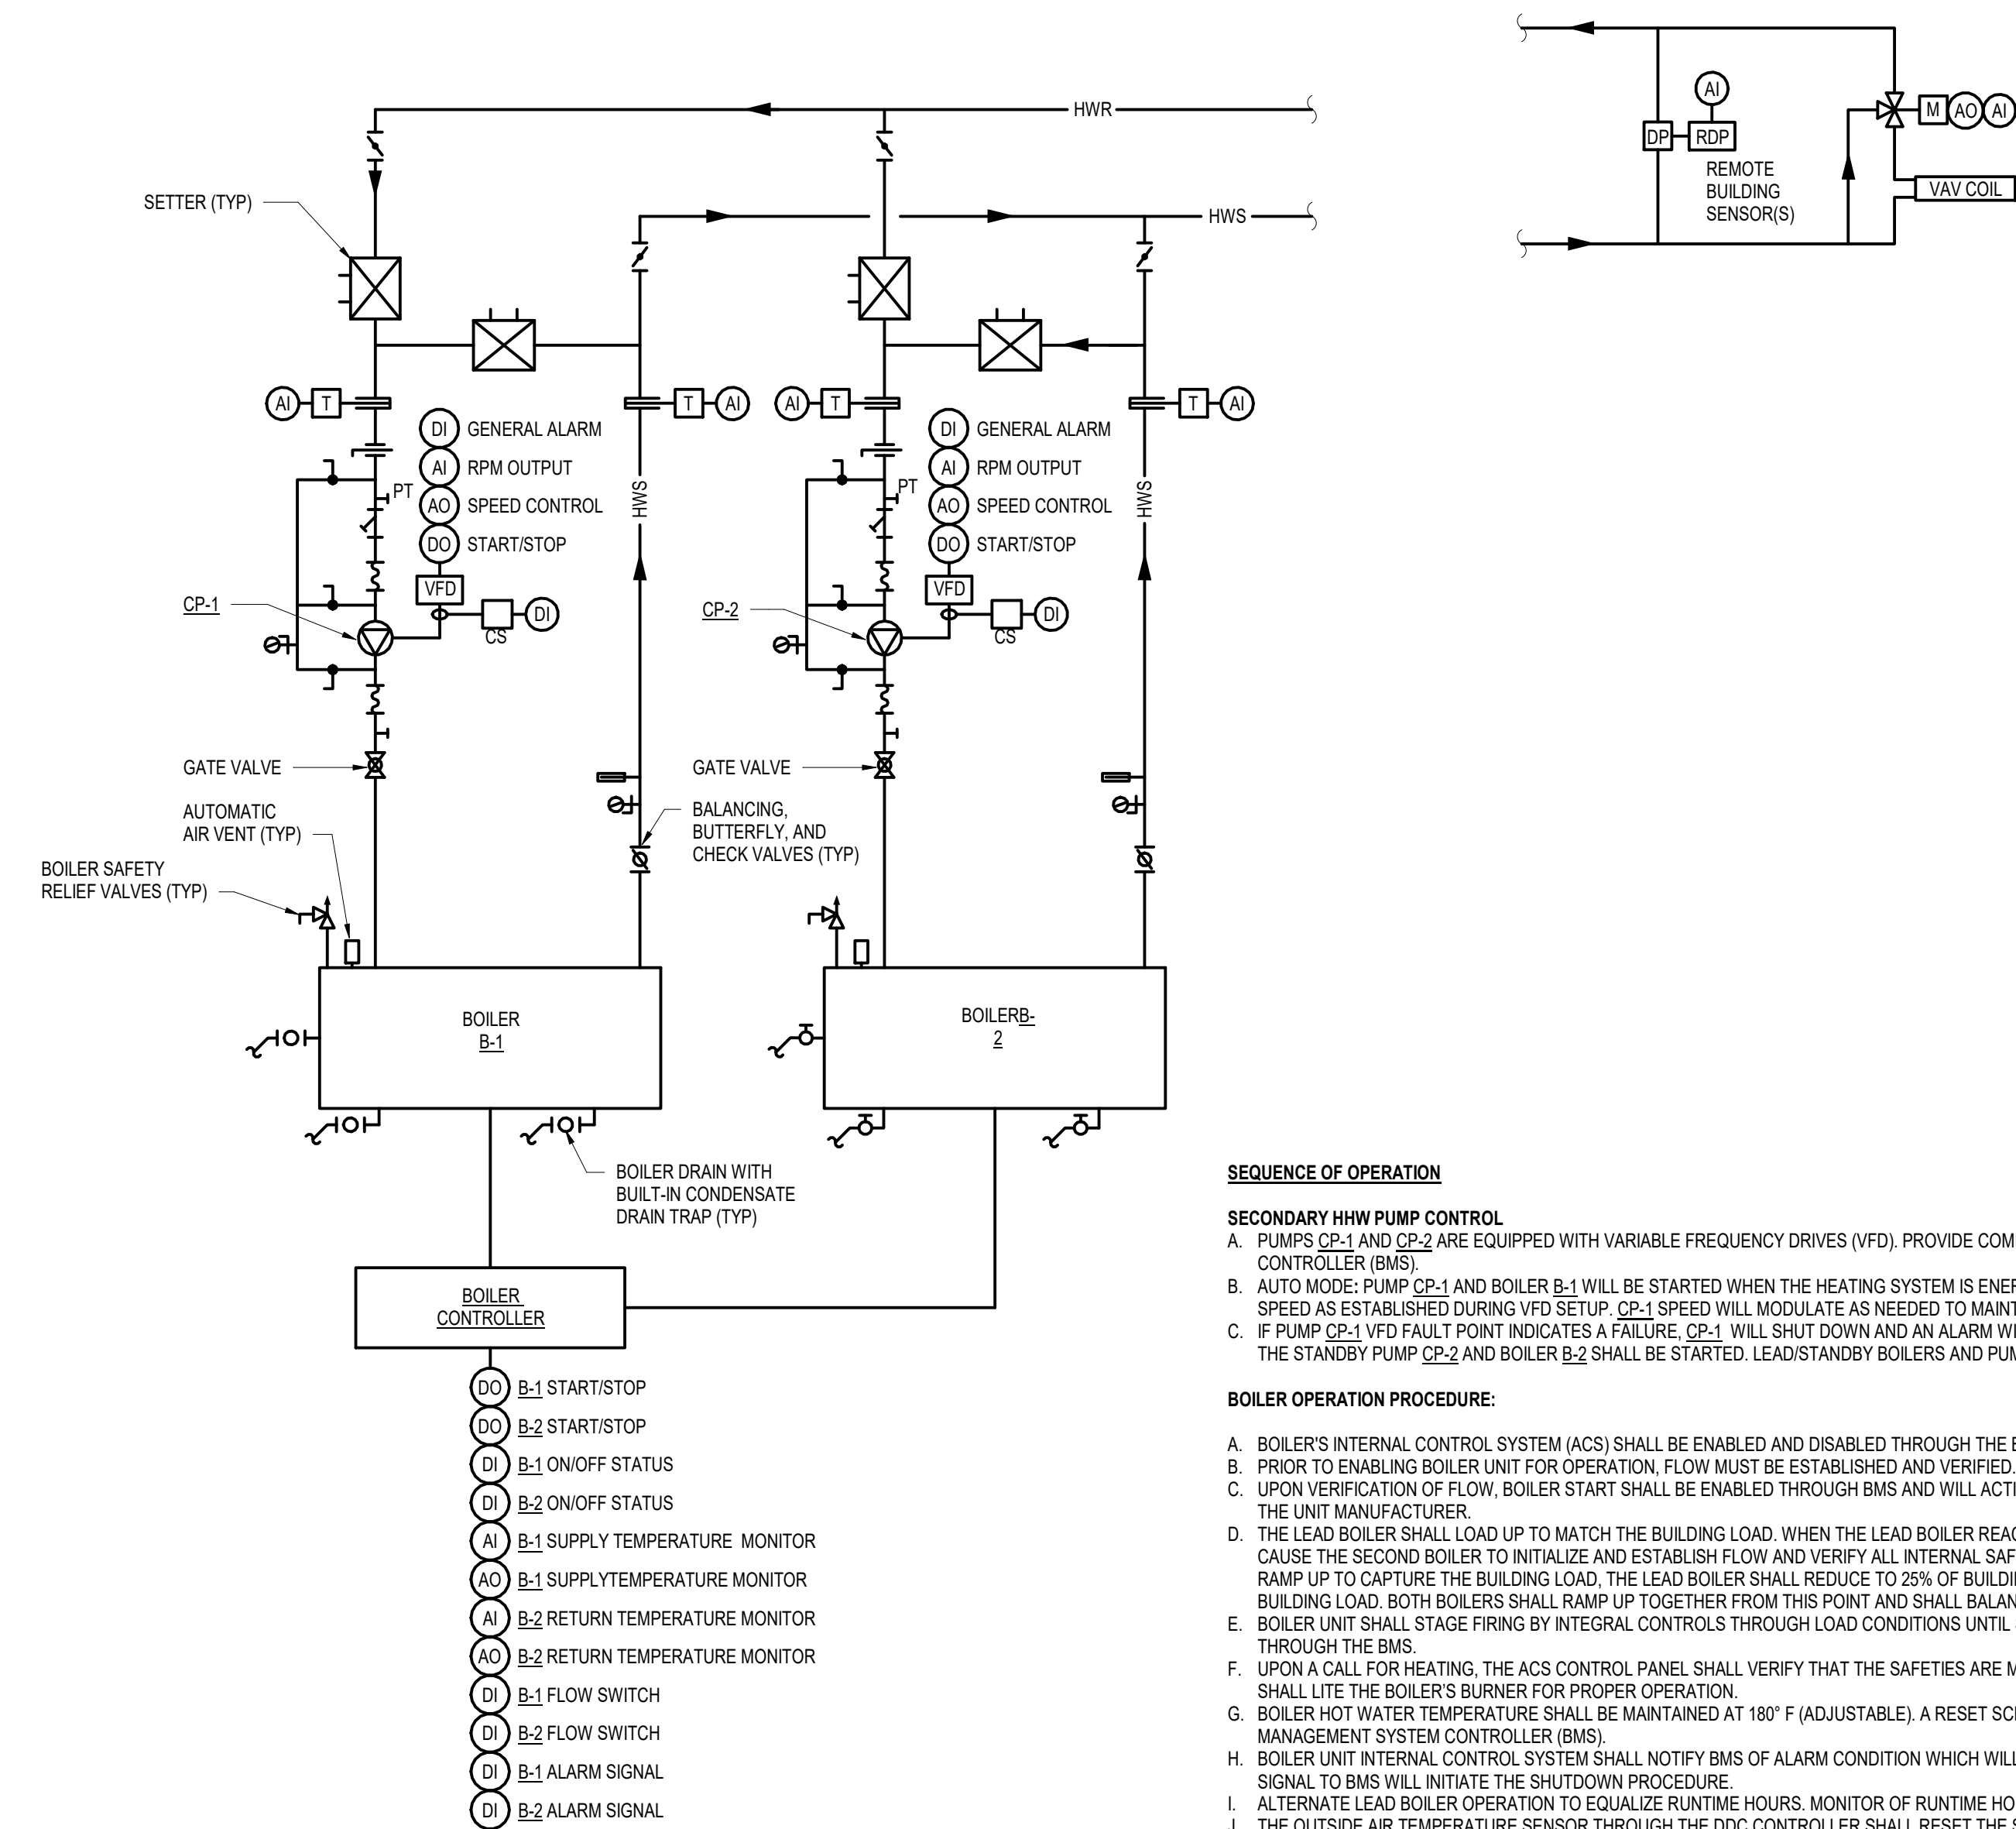 HWR
AI
M AO AI
DP RDP
REMOTE
BUILDING
SENSOR(S)
VAV COIL
SETTER (TYP)
HWS
AI T
T AI
AI T
T AI
DI GENERAL ALARM
AI RPM OUTPUT
AO SPEED CONTROL
DO START/STOP
VFD
CS
DI
PT
HWS
CP-1
DI GENERAL ALARM
AI RPM OUTPUT
AO SPEED CONTROL
DO START/STOP
VFD
CS
DI
PT
HWS
CP-2
GATE VALVE
GATE VALVE
AUTOMATIC
AIR VENT (TYP)
BALANCING,
BUTTERFLY, AND
CHECK VALVES (TYP)
BOILER SAFETY
RELIEF VALVES (TYP)
BOILER
B-1
BOILERB-
2
BOILER DRAIN WITH
BUILT-IN CONDENSATE
DRAIN TRAP (TYP)
BOILER
CONTROLLER
DO B-1 START/STOP
DO B-2 START/STOP
DI B-1 ON/OFF STATUS
DI B-2 ON/OFF STATUS
AI B-1 SUPPLY TEMPERATURE MONITOR
AO B-1 SUPPLYTEMPERATURE MONITOR
AI B-2 RETURN TEMPERATURE MONITOR
AO B-2 RETURN TEMPERATURE MONITOR
DI B-1 FLOW SWITCH
DI B-2 FLOW SWITCH
DI B-1 ALARM SIGNAL
DI B-2 ALARM SIGNAL
SEQUENCE OF OPERATION
SECONDARY HHW PUMP CONTROL
A. PUMPS CP-1 AND CP-2 ARE EQUIPPED WITH VARIABLE FREQUENCY DRIVES (VFD). PROVIDE COM
CONTROLLER (BMS).
B. AUTO MODE: PUMP CP-1 AND BOILER B-1 WILL BE STARTED WHEN THE HEATING SYSTEM IS ENER
SPEED AS ESTABLISHED DURING VFD SETUP. CP-1 SPEED WILL MODULATE AS NEEDED TO MAINT
C. IF PUMP CP-1 VFD FAULT POINT INDICATES A FAILURE, CP-1 WILL SHUT DOWN AND AN ALARM WI
THE STANDBY PUMP CP-2 AND BOILER B-2 SHALL BE STARTED. LEAD/STANDBY BOILERS AND PUM
BOILER OPERATION PROCEDURE:
A. BOILER'S INTERNAL CONTROL SYSTEM (ACS) SHALL BE ENABLED AND DISABLED THROUGH THE
B. PRIOR TO ENABLING BOILER UNIT FOR OPERATION, FLOW MUST BE ESTABLISHED AND VERIFIED.
C. UPON VERIFICATION OF FLOW, BOILER START SHALL BE ENABLED THROUGH BMS AND WILL ACTI
THE UNIT MANUFACTURER.
D. THE LEAD BOILER SHALL LOAD UP TO MATCH THE BUILDING LOAD. WHEN THE LEAD BOILER REAC
CAUSE THE SECOND BOILER TO INITIALIZE AND ESTABLISH FLOW AND VERIFY ALL INTERNAL SAF
RAMP UP TO CAPTURE THE BUILDING LOAD, THE LEAD BOILER SHALL REDUCE TO 25% OF BUILDI
BUILDING LOAD. BOTH BOILERS SHALL RAMP UP TOGETHER FROM THIS POINT AND SHALL BALAN
E. BOILER UNIT SHALL STAGE FIRING BY INTEGRAL CONTROLS THROUGH LOAD CONDITIONS UNTIL
THROUGH THE BMS.
F. UPON A CALL FOR HEATING, THE ACS CONTROL PANEL SHALL VERIFY THAT THE SAFETIES ARE M
SHALL LITE THE BOILER’S BURNER FOR PROPER OPERATION.
G. BOILER HOT WATER TEMPERATURE SHALL BE MAINTAINED AT 180° F (ADJUSTABLE). A RESET SC
MANAGEMENT SYSTEM CONTROLLER (BMS).
H. BOILER UNIT INTERNAL CONTROL SYSTEM SHALL NOTIFY BMS OF ALARM CONDITION WHICH WILL
SIGNAL TO BMS WILL INITIATE THE SHUTDOWN PROCEDURE.
I. ALTERNATE LEAD BOILER OPERATION TO EQUALIZE RUNTIME HOURS. MONITOR OF RUNTIME HO
J. THE OUTSIDE AIR TEMPERATURE SENSOR THROUGH THE DDC CONTROLLER SHALL RESET THE